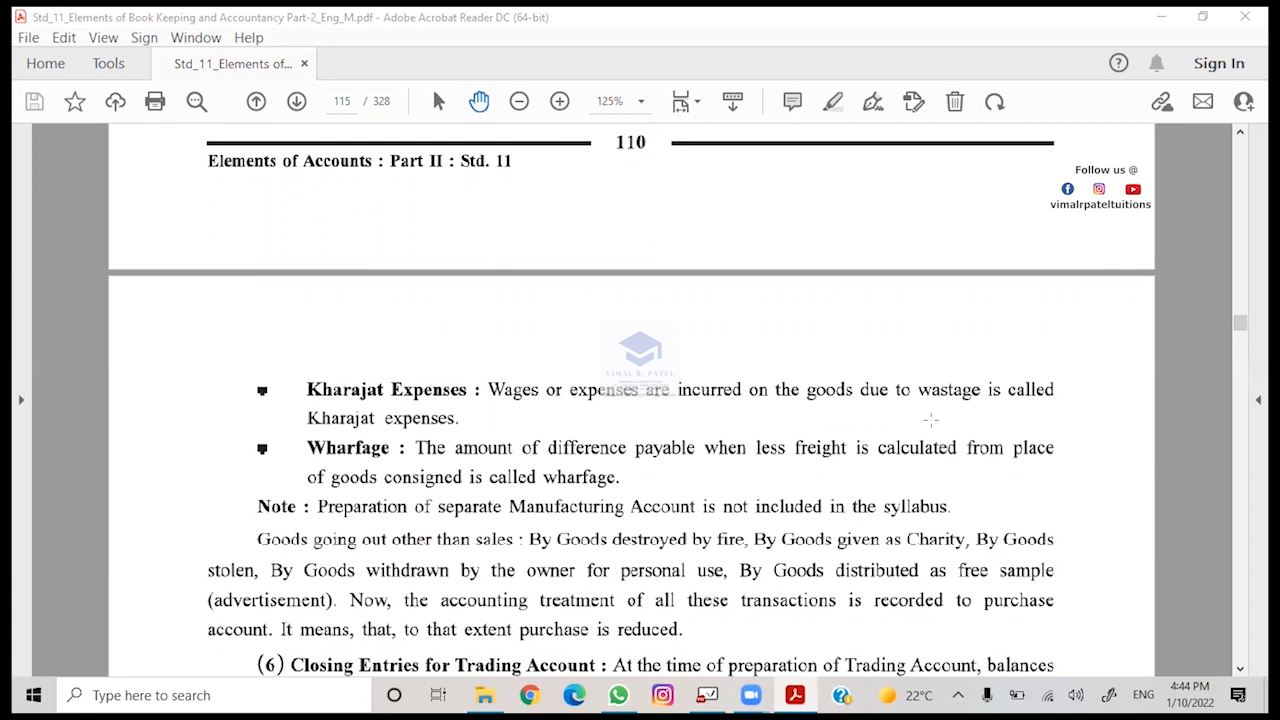 Std_11_Elements of Book Keeping and Accountancy Part-2_Eng_M.pdf - Adobe Acrobat Reader DC (64-bit)
File Edit View Sign Window Help
Home Tools Std_11_Elements of... × Sign In
115 / 328 125%
110
Elements of Accounts : Part II : Std. 11
Follow us @
vimalrpateltuitions
VIMAL R. PATEL
Kharajat Expenses : Wages or expenses are incurred on the goods due to wastage is called
Kharajat expenses.
Wharfage : The amount of difference payable when less freight is calculated from place
of goods consigned is called wharfage.
Note : Preparation of separate Manufacturing Account is not included in the syllabus.
Goods going out other than sales : By Goods destroyed by fire, By Goods given as Charity, By Goods
stolen, By Goods withdrawn by the owner for personal use, By Goods distributed as free sample
(advertisement). Now, the accounting treatment of all these transactions is recorded to purchase
account. It means, that, to that extent purchase is reduced.
(6) Closing Entries for Trading Account : At the time of preparation of Trading Account, balances
Type here to search
22°C ENG
4:44 PM
1/10/2022